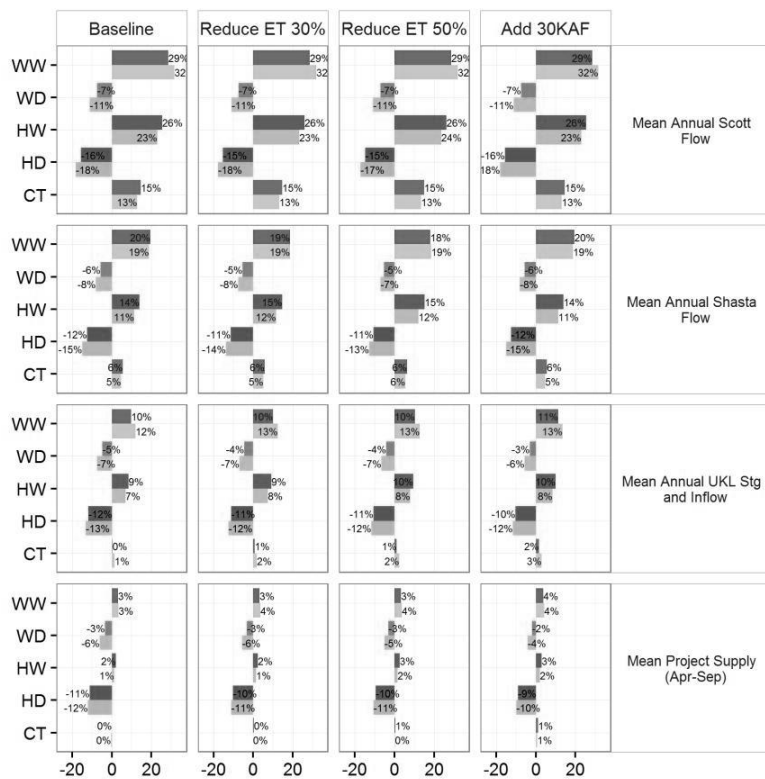 Baseline Reduce ET 30% Reduce ET 50% Add 30KAF
WW 29% 29% 29% 29%
32 32 32 32%
WD -7% -7% -7% -7%
-11% -11% -11% -11%
HW 26% 26% 26% 26%
23% 23% 24% 23%
Mean Annual Scott
Flow
HD -16% -15% -15% -16%
-18% -18% -17% 18%
CT 15% 15% 15% 15%
13% 13% 13% 13%
WW 20% 19% 18% 20%
19% 19% 19% 19%
WD -6% -5% -5% -6%
-8% -8% -7% -8%
HW 14% 15% 15% 14%
11% 12% 12% 11%
Mean Annual Shasta
Flow
HD -12% -11% -11% -12%
-15% -14% -13% -15%
CT 6% 6% 6% 6%
5% 5% 6% 5%
WW 10% 10% 10% 11%
12% 13% 13% 13%
WD -5% -4% -4% -3%
-7% -7% -7% -6%
HW 9% 9% 10% 10%
7% 8% 8% 8%
Mean Annual UKL Stg
and Inflow
HD -12% -11% -11% -10%
-13% -12% -12% -12%
CT 0% 1% 1% 2%
1% 2% 2% 3%
WW 3% 3% 3% 4%
3% 4% 4% 4%
WD -3% -3% -3% -2%
-6% -6% -5% -4%
HW 2% 2% 3% 3%
1% 1% 2% 2%
Mean Project Supply
(Apr-Sep)
HD -11% -10% -10% -9%
-12% -11% -11% -10%
CT 0% 0% 1% 1%
0% 0% 0% 1%
-20 0 20 -20 0 20 -20 0 20 -20 0 20